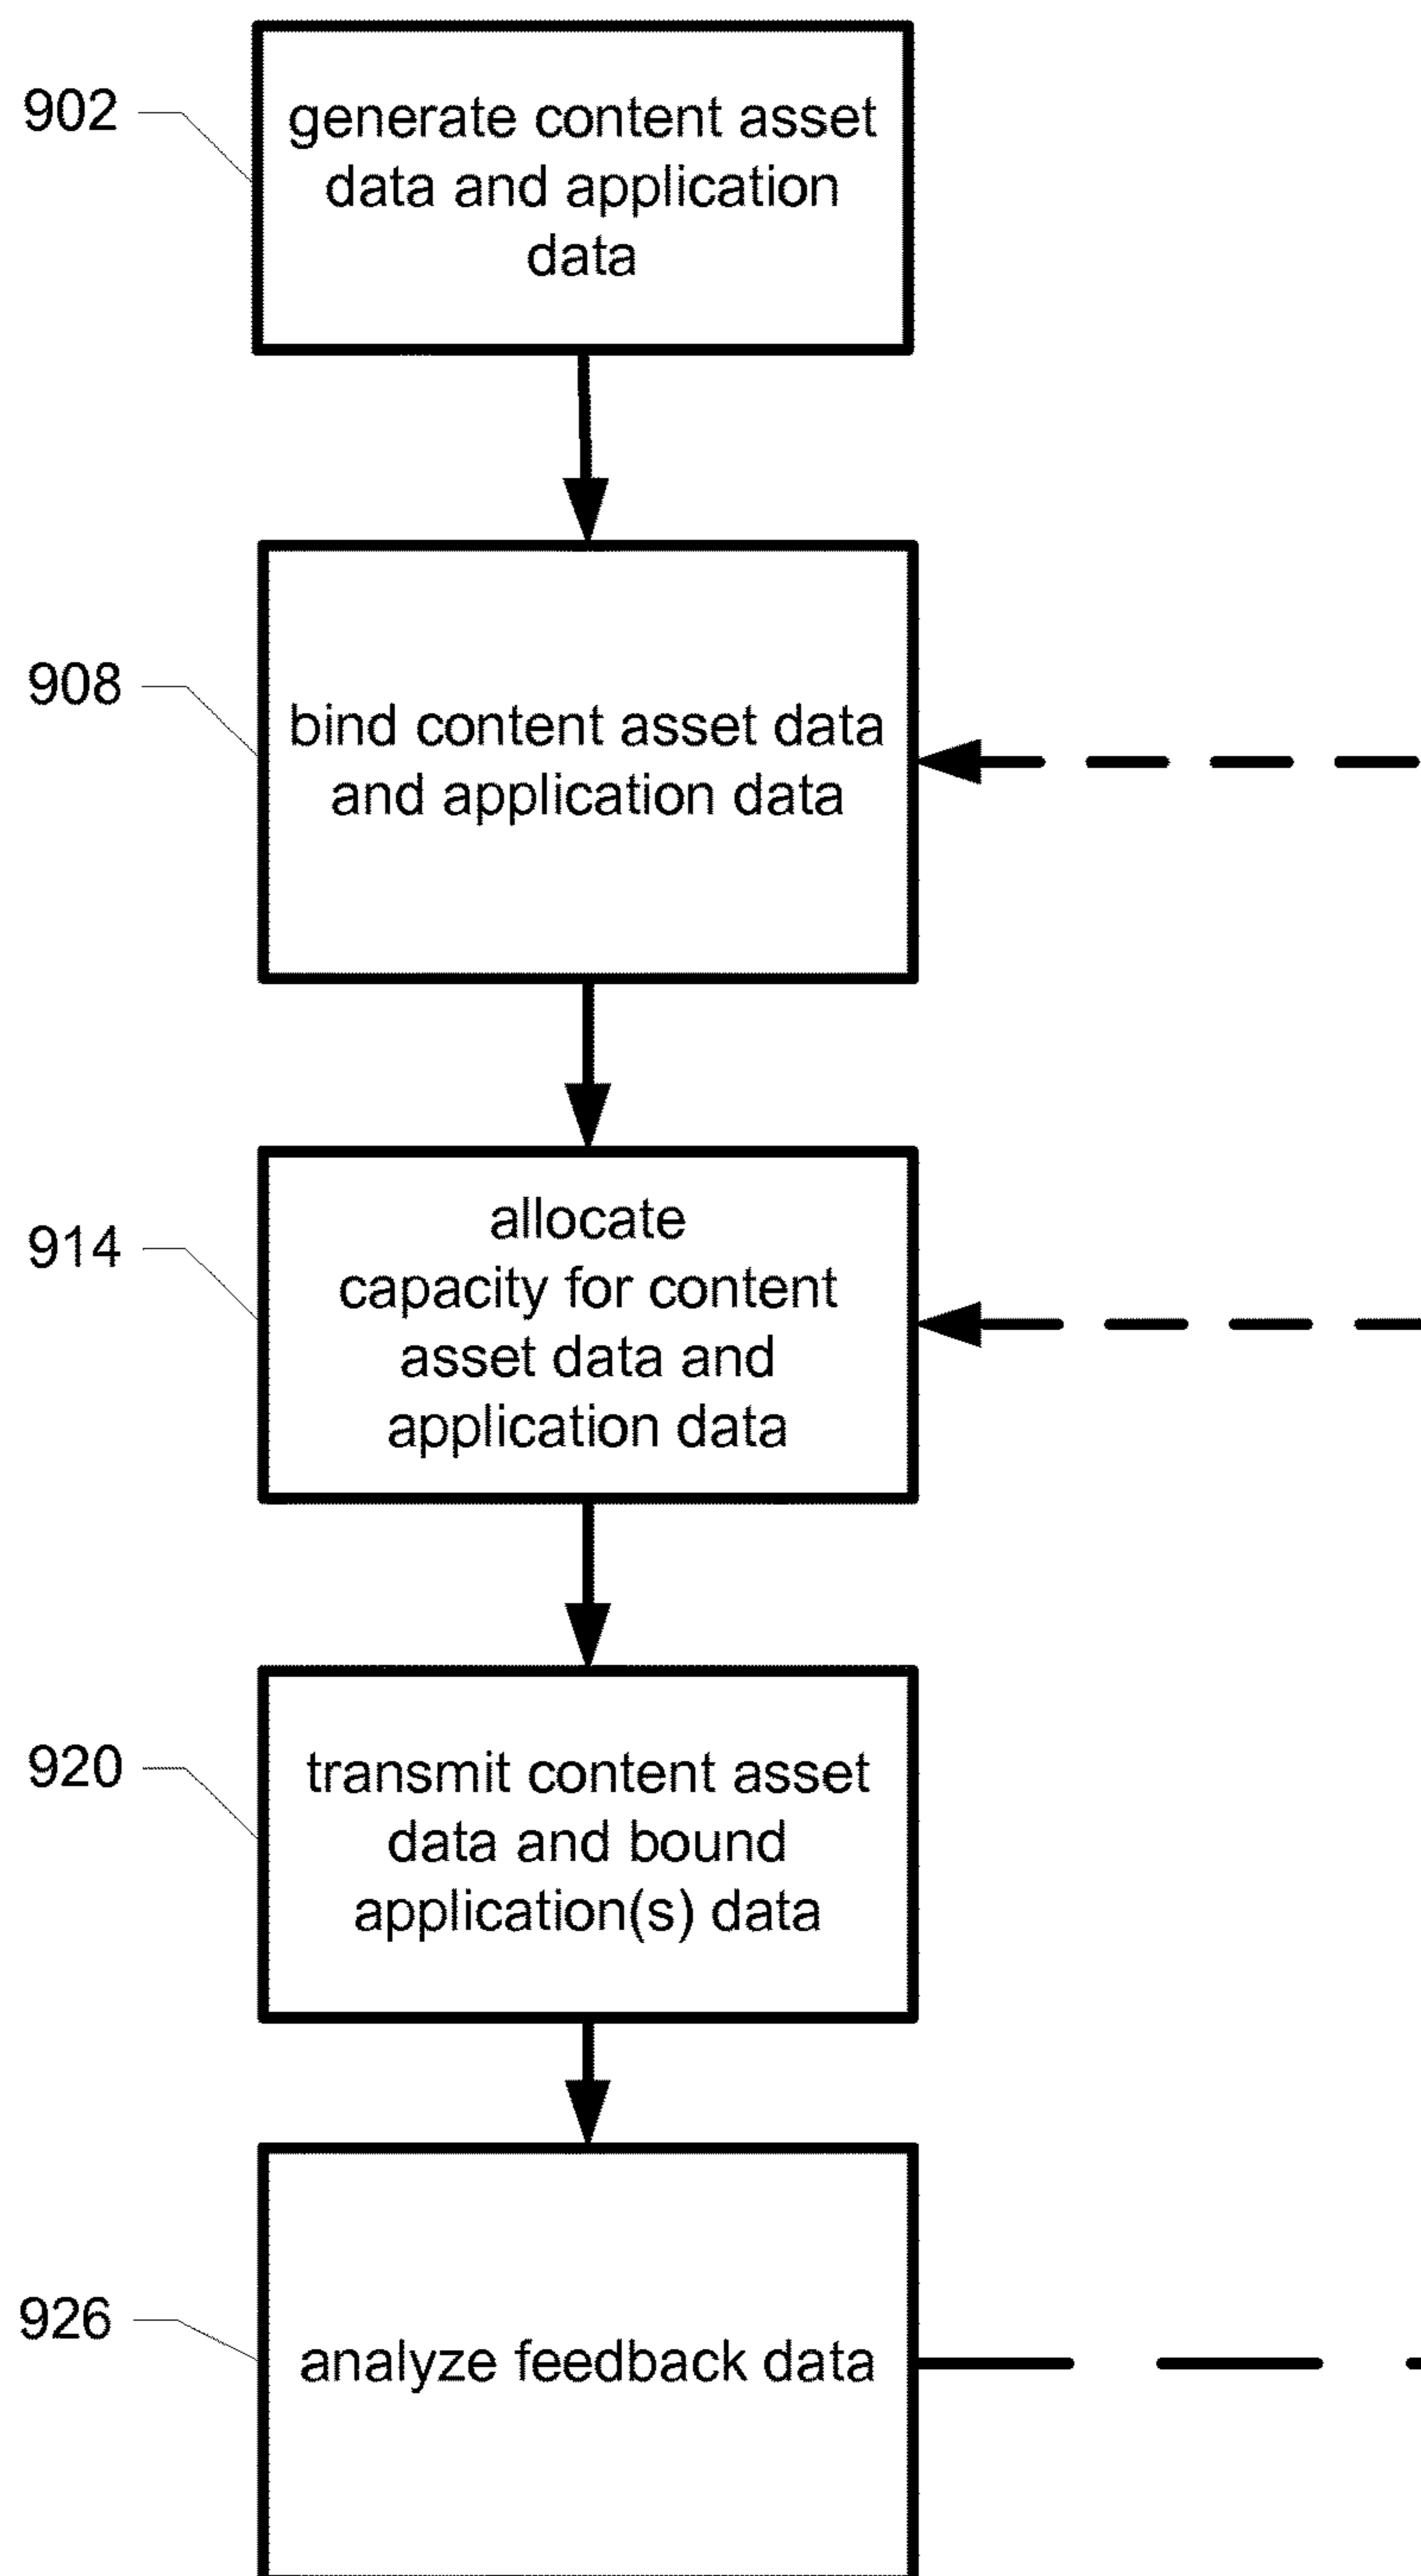 902
generate content asset
data and application
data
908
bind content asset data
and application data
914
allocate
capacity for content
asset data and
application data
920
transmit content asset
data and bound
application(s) data
926
analyze feedback data